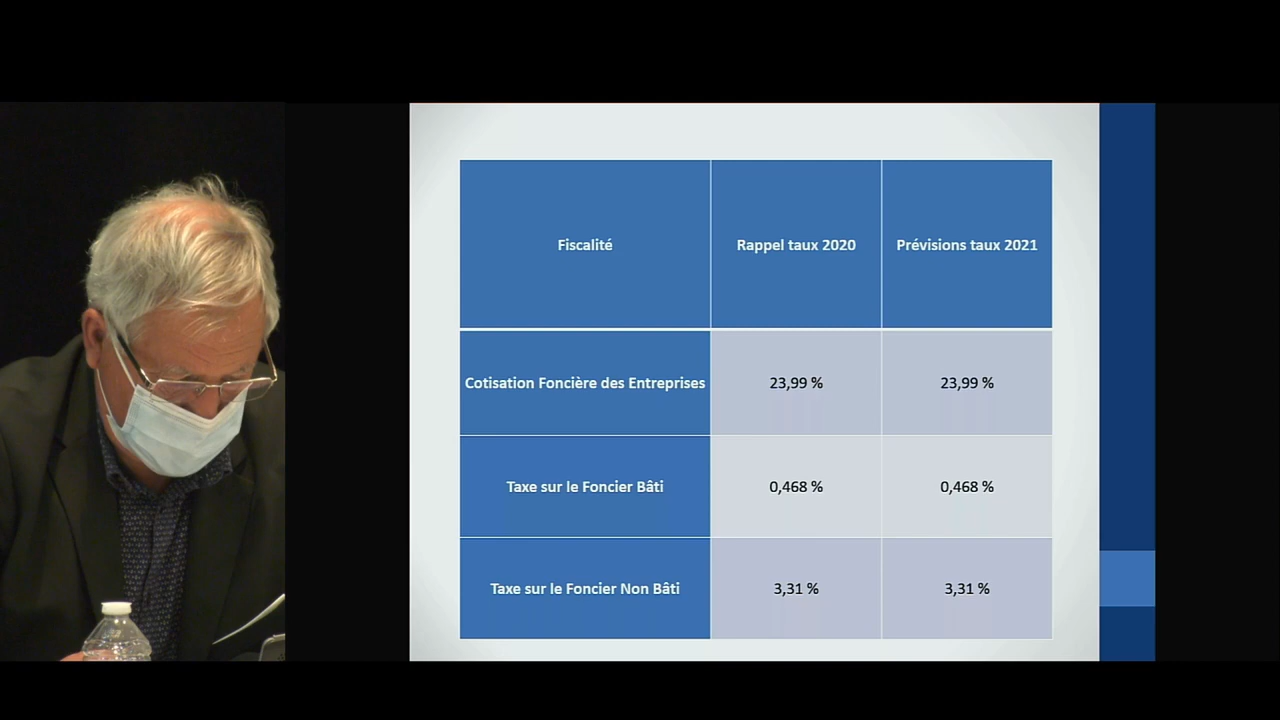 Fiscalité Rappel taux 2020 Prévisions taux 2021
Cotisation Foncière des Entreprises 23,99 % 23,99 %
Taxe sur le Foncier Bâti 0,468 % 0,468 %
Taxe sur le Foncier Non Bâti 3,31 % 3,31 %